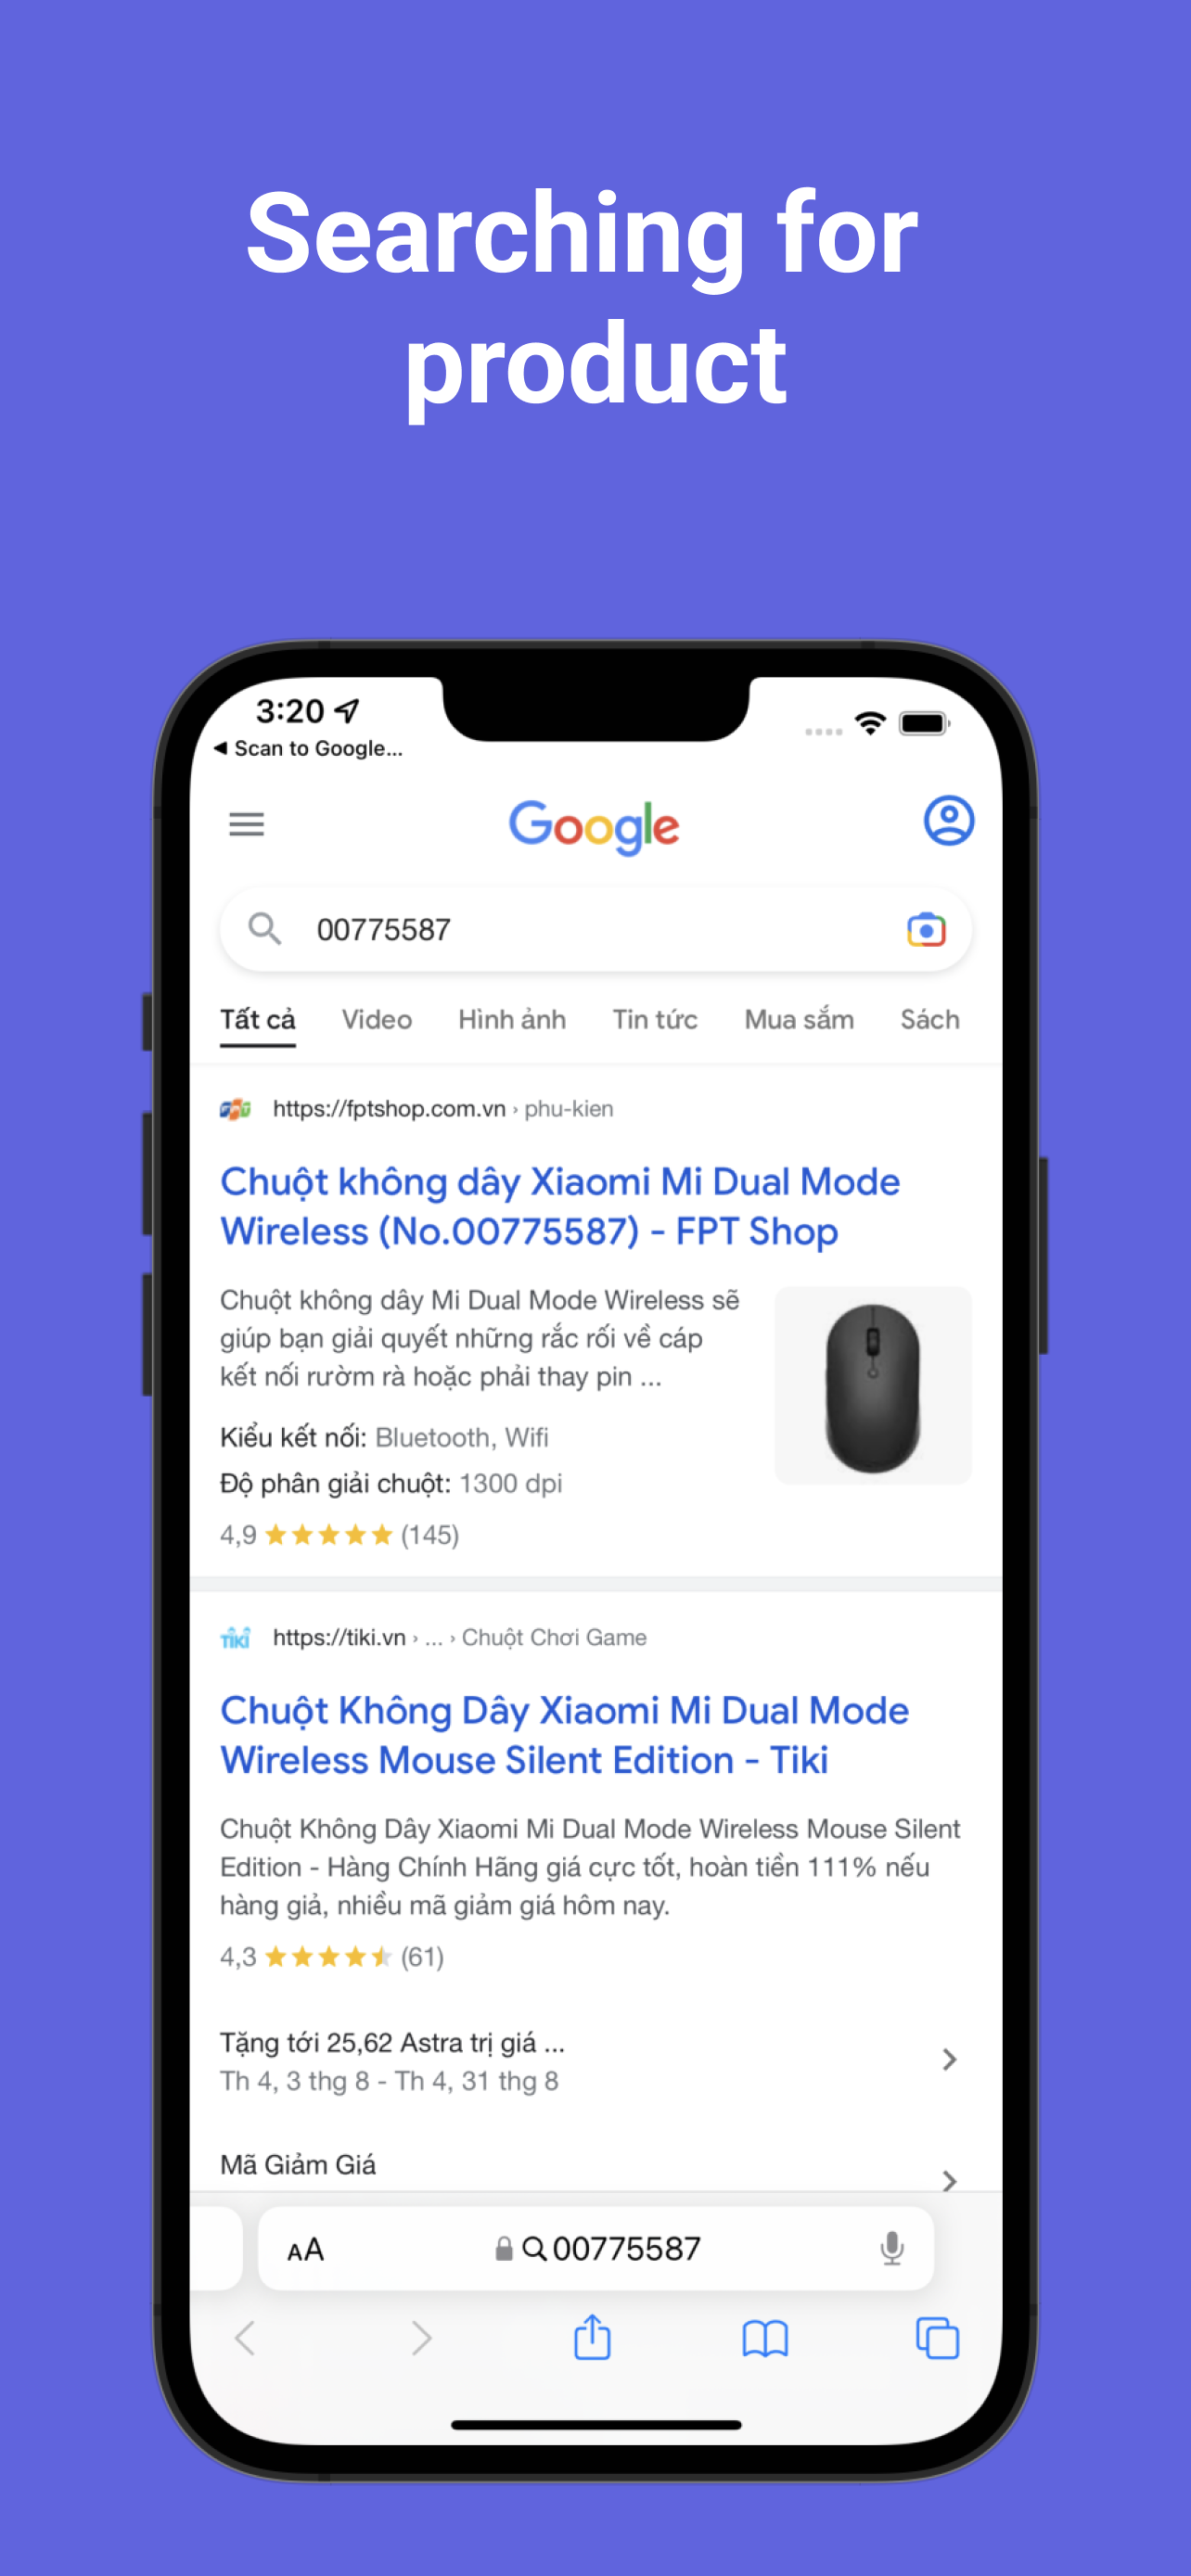 Searching for
product
3:20
◀ Scan to Google...
Google
00775587
Tất cả Video Hình ảnh Tin tức Mua sắm Sách
FPT https://fptshop.com.vn › phu-kien
Chuột không dây Xiaomi Mi Dual Mode
Wireless (No.00775587) - FPT Shop
Chuột không dây Mi Dual Mode Wireless sẽ
giúp bạn giải quyết những rắc rối về cáp
kết nối rườm rà hoặc phải thay pin ...
Kiểu kết nối: Bluetooth, Wifi
Độ phân giải chuột: 1300 dpi
4,9 ★★★★★ (145)
TIKI https://tiki.vn › ... › Chuột Chơi Game
Chuột Không Dây Xiaomi Mi Dual Mode
Wireless Mouse Silent Edition - Tiki
Chuột Không Dây Xiaomi Mi Dual Mode Wireless Mouse Silent
Edition - Hàng Chính Hãng giá cực tốt, hoàn tiền 111% nếu
hàng giả, nhiều mã giảm giá hôm nay.
4,3 (61)
Tặng tới 25,62 Astra trị giá ...
Th 4, 3 thg 8 - Th 4, 31 thg 8
Mã Giảm Giá
AA 00775587